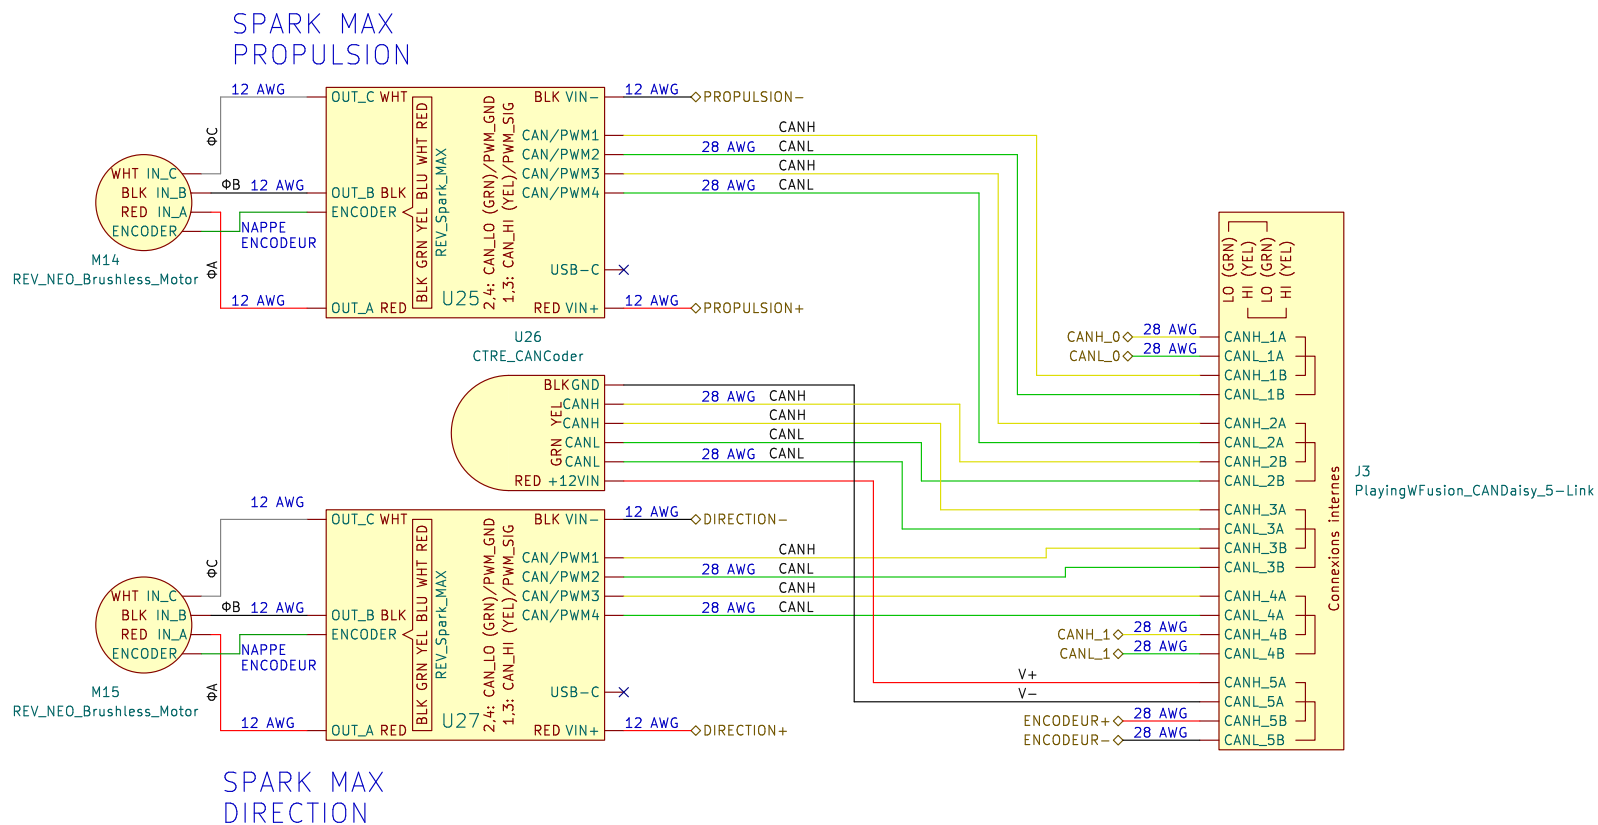 SPARK MAX
PROPULSION
12 AWG
OUT_C WHT
BLK VIN-
12 AWG
PROPULSION-
ΦC
CAN/PWM1
CANH
28 AWG
CAN/PWM2
CANL
CAN/PWM3
CANH
28 AWG
CAN/PWM4
CANL
WHT IN_C
BLK IN_B
RED IN_A
ENCODER
ΦB
12 AWG
OUT_B BLK
ENCODER
NAPPE
ENCODEUR
BLK GRN YEL BLU WHT RED
REV_Spark_MAX
2,4: CAN_LO (GRN)/PWM_GND
1,3: CAN_HI (YEL)/PWM_SIG
M14
REV_NEO_Brushless_Motor
ΦA
12 AWG
OUT_A RED
U25
USB-C
RED VIN+
12 AWG
PROPULSION+
U26
CTRE_CANCoder
BLK GND
YEL
CANH
28 AWG
CANH
CANH
CANH
GRN
CANL
CANL
CANL
28 AWG
CANL
RED +12VIN
12 AWG
OUT_C WHT
BLK VIN-
12 AWG
DIRECTION-
ΦC
CAN/PWM1
CANH
CAN/PWM2
28 AWG
CANL
CAN/PWM3
CANH
CAN/PWM4
28 AWG
CANL
WHT IN_C
BLK IN_B
RED IN_A
ENCODER
ΦB
12 AWG
OUT_B BLK
ENCODER
NAPPE
ENCODEUR
BLK GRN YEL BLU WHT RED
REV_Spark_MAX
2,4: CAN_LO (GRN)/PWM_GND
1,3: CAN_HI (YEL)/PWM_SIG
M15
REV_NEO_Brushless_Motor
ΦA
12 AWG
OUT_A RED
U27
USB-C
RED VIN+
12 AWG
DIRECTION+
V+
V-
LO (GRN)
HI (YEL)
LO (GRN)
HI (YEL)
CANH_0
28 AWG
CANH_1A
CANL_0
28 AWG
CANL_1A
CANH_1B
CANL_1B
CANH_2A
CANL_2A
CANH_2B
CANL_2B
CANH_3A
CANL_3A
CANH_3B
CANL_3B
CANH_4A
CANL_4A
CANH_1
28 AWG
CANH_4B
CANL_1
28 AWG
CANL_4B
CANH_5A
CANL_5A
ENCODEUR+
28 AWG
CANH_5B
ENCODEUR-
28 AWG
CANL_5B
Connexions internes
J3
PlayingWFusion_CANDaisy_5-Link
SPARK MAX
DIRECTION